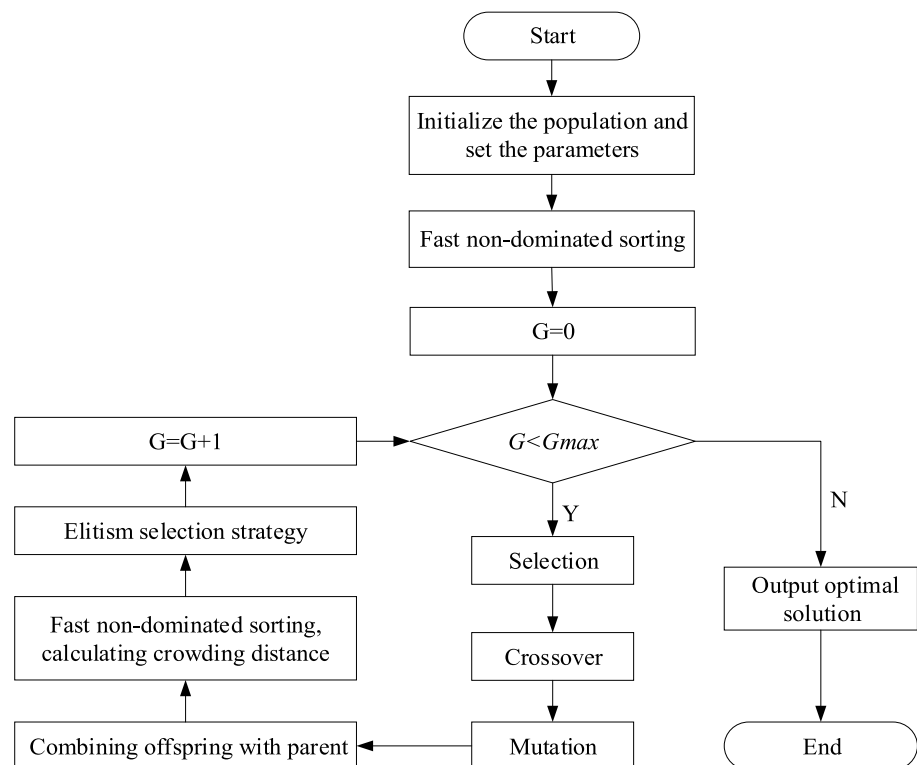 Start
Initialize the population and
set the parameters
Fast non-dominated sorting
G=0
G=G+1
G<Gmax
Y
N
Elitism selection strategy
Selection
Output optimal
solution
Fast non-dominated sorting,
calculating crowding distance
Crossover
Combining offspring with parent
Mutation
End